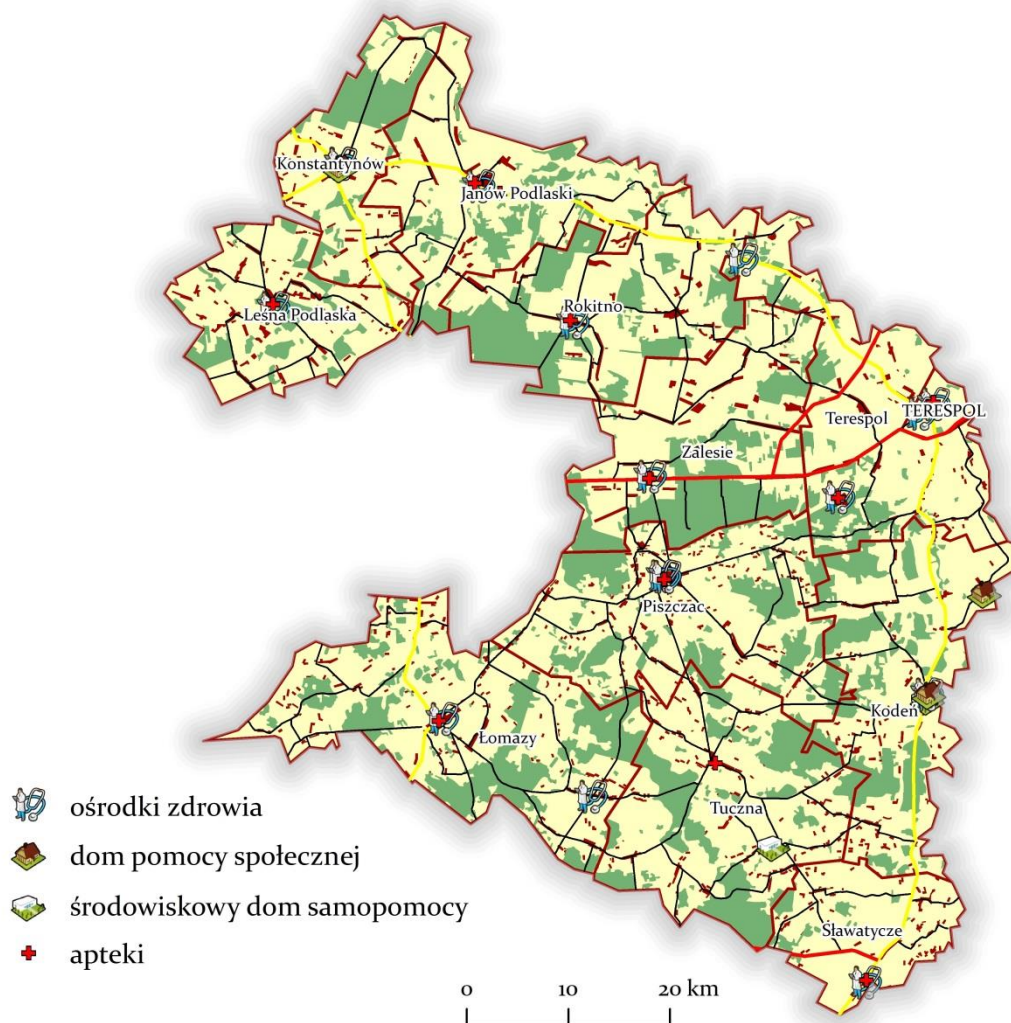 Konstantynów
Janów Podlaski
Leśna Podlaska
Rokitno
Terespol
TERESPOL
Zalesie
Piszczac
Kodeń
Łomazy
Tuczna
Sławatycze
ośrodki zdrowia
dom pomocy społecznej
środowiskowy dom samopomocy
apteki
0 10 20 km